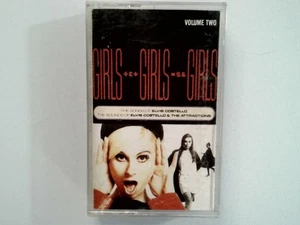 VOLUME TWO
GIRLS +£+ GIRLS =$& GIRLS
THE SONGS OF ELVIS COSTELLO
THE SOUNDS OF ELVIS COSTELLO & THE ATTRACTIONS